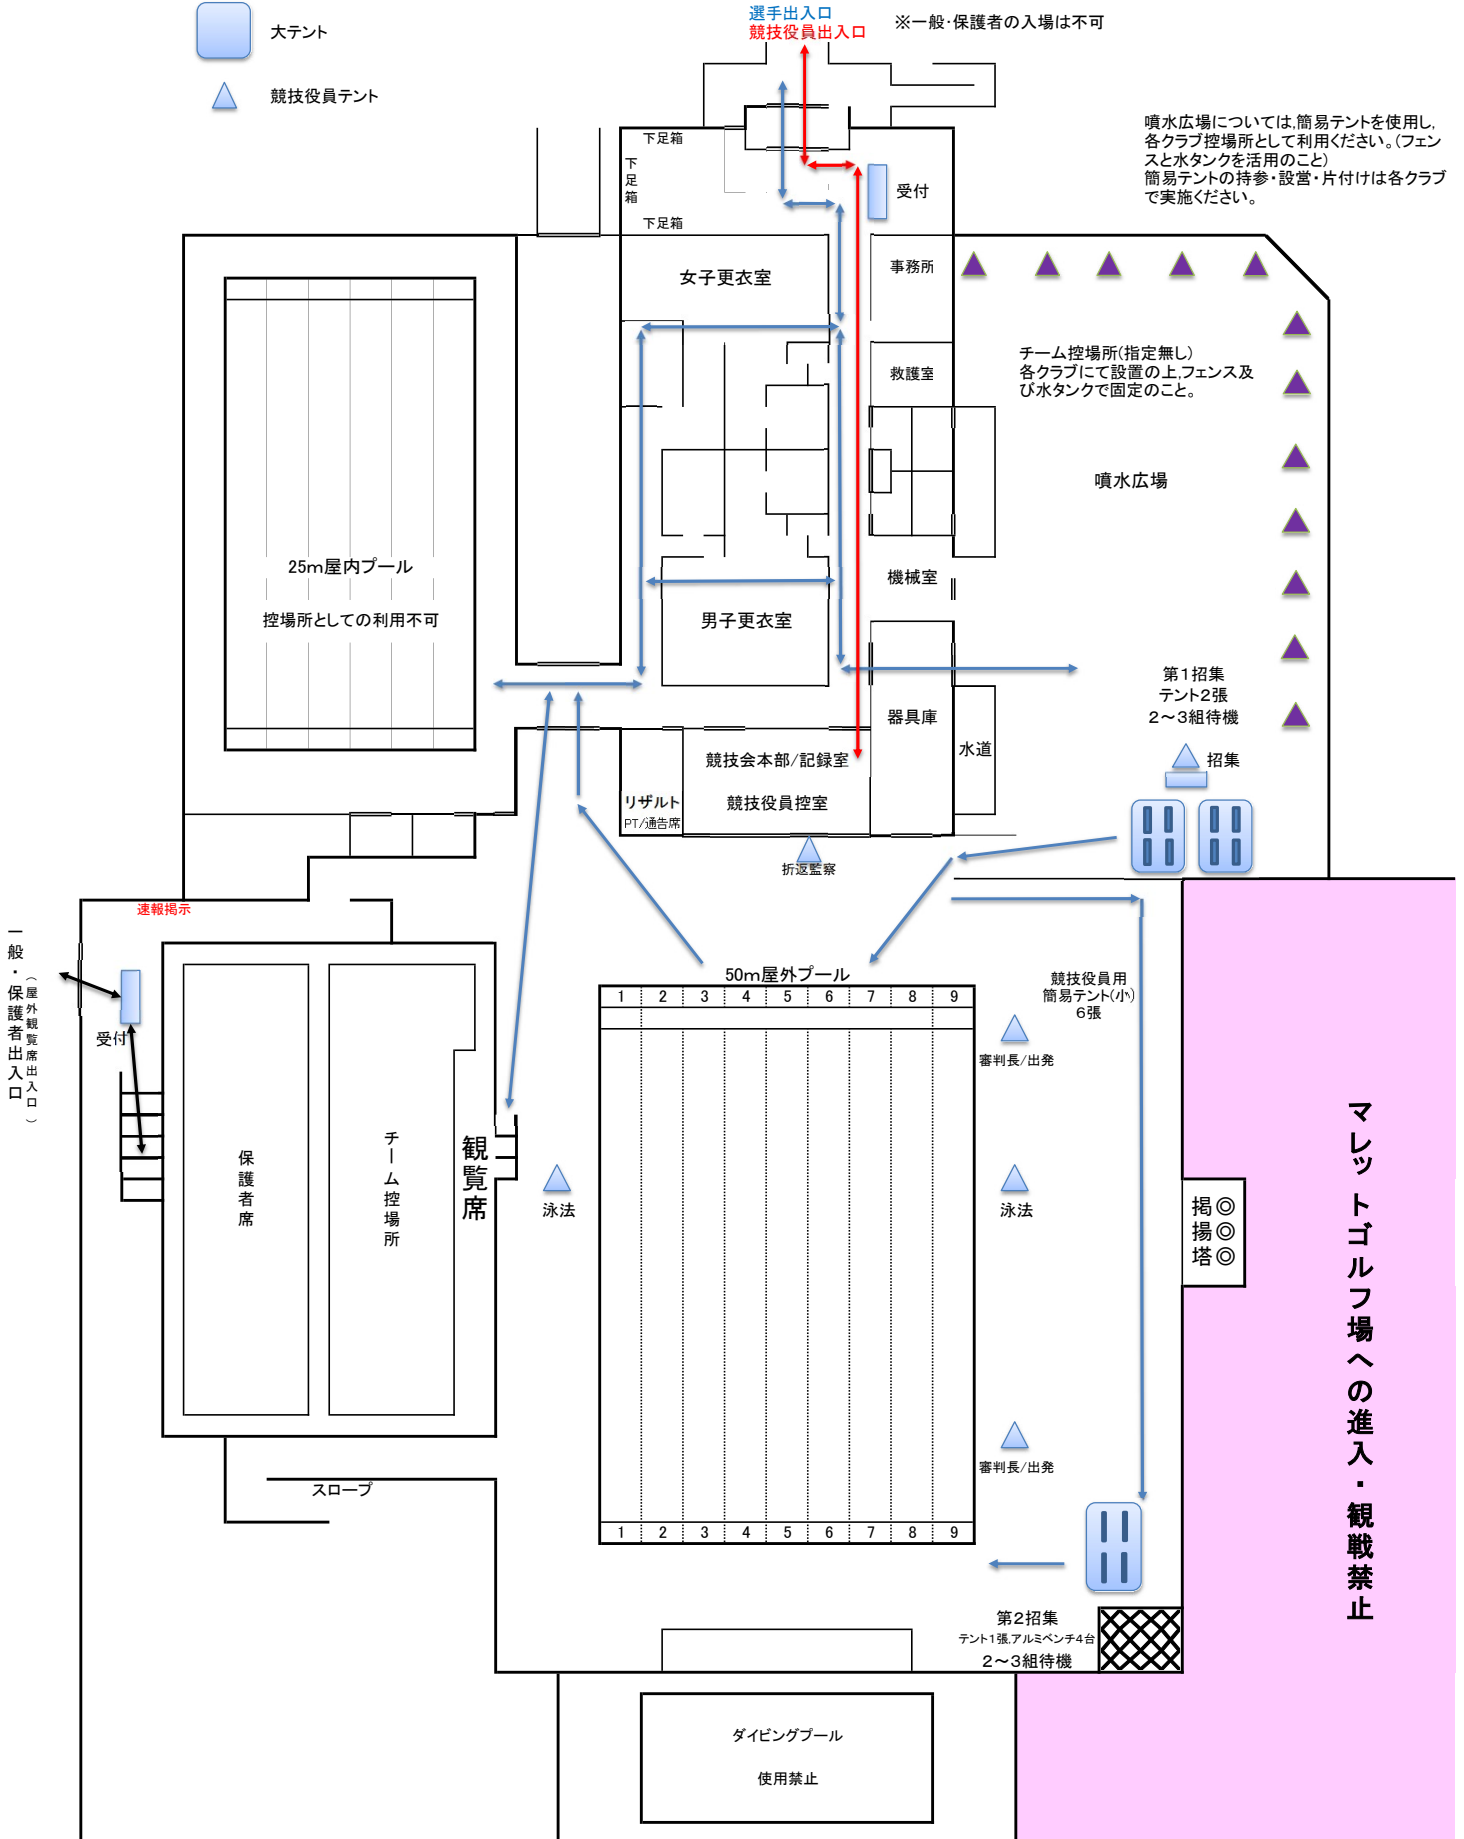 大テント
競技役員テント
選手出入口
競技役員出入口
※一般・保護者の入場は不可
噴水広場については,簡易テントを使用し,
各クラブ控場所として利用ください。(フェン
スと水タンクを活用のこと)
簡易テントの持参・設営・片付けは各クラブ
で実施ください。
下足箱
下足箱
下足箱
受付
女子更衣室
事務所
救護室
チーム控場所(指定無し)
各クラブにて設置の上,フェンス及
び水タンクで固定のこと。
噴水広場
25m屋内プール
控場所としての利用不可
機械室
男子更衣室
第1招集
テント2張
2～3組待機
招集
器具庫
水道
競技会本部/記録室
競技役員控室
リザルト
PT/通告席
折返監察
速報掲示
一般・保護者出入口
(屋外観覧席出入口)
受付
保護者席
チーム控場所
観覧席
スロープ
50m屋外プール
1 2 3 4 5 6 7 8 9
競技役員用
簡易テント(小)
6張
審判長/出発
泳法
泳法
掲◎
揚◎
塔◎
審判長/出発
1 2 3 4 5 6 7 8 9
第2招集
テント1張,アルミベンチ4台
2～3組待機
マレットゴルフ場への進入・観戦禁止
ダイビングプール
使用禁止